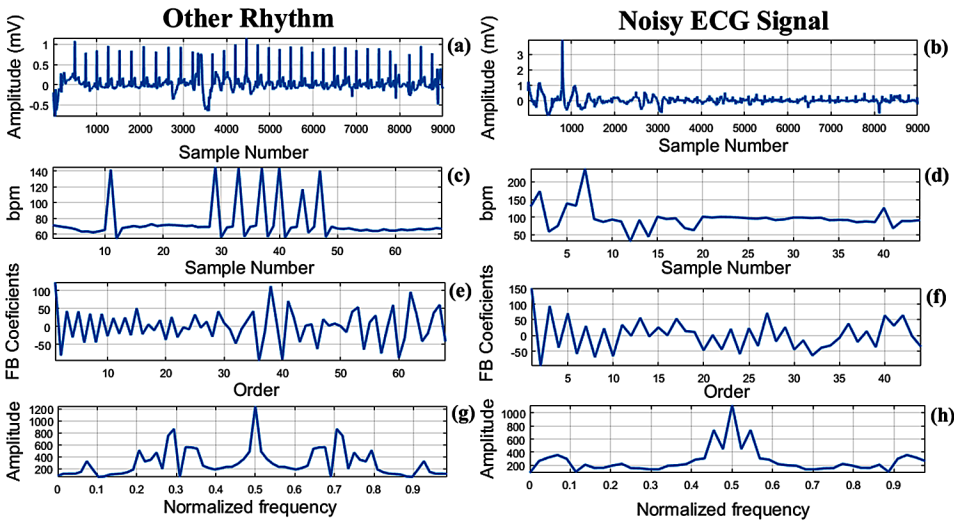 Other Rhythm
Noisy ECG Signal
Amplitude (mV)
1
0.5
0
-0.5
(a)
1000 2000 3000 4000 5000 6000 7000 8000 9000
Sample Number
Amplitude (mV)
3
2
1
0
(b)
1000 2000 3000 4000 5000 6000 7000 8000 9000
Sample Number
bpm
140
120
100
80
60
(c)
10 20 30 40 50 60
Sample Number
bpm
200
150
100
50
(d)
5 10 15 20 25 30 35 40
Sample Number
FB Coeficients
100
50
0
-50
(e)
10 20 30 40 50 60
Order
FB Coefficients
150
100
50
0
-50
(f)
5 10 15 20 25 30 35 40
Order
Amplitude
1200
1000
800
600
400
200
(g)
0 0.1 0.2 0.3 0.4 0.5 0.6 0.7 0.8 0.9
Normalized frequency
Amplitude
1000
800
600
400
200
(h)
0 0.1 0.2 0.3 0.4 0.5 0.6 0.7 0.8 0.9
Normalized frequency